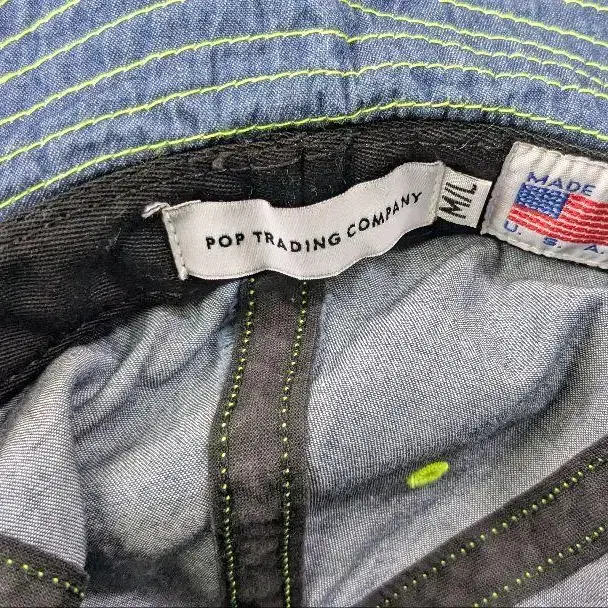 POP TRADING COMPANY
M/L
MADE
U. S. A.